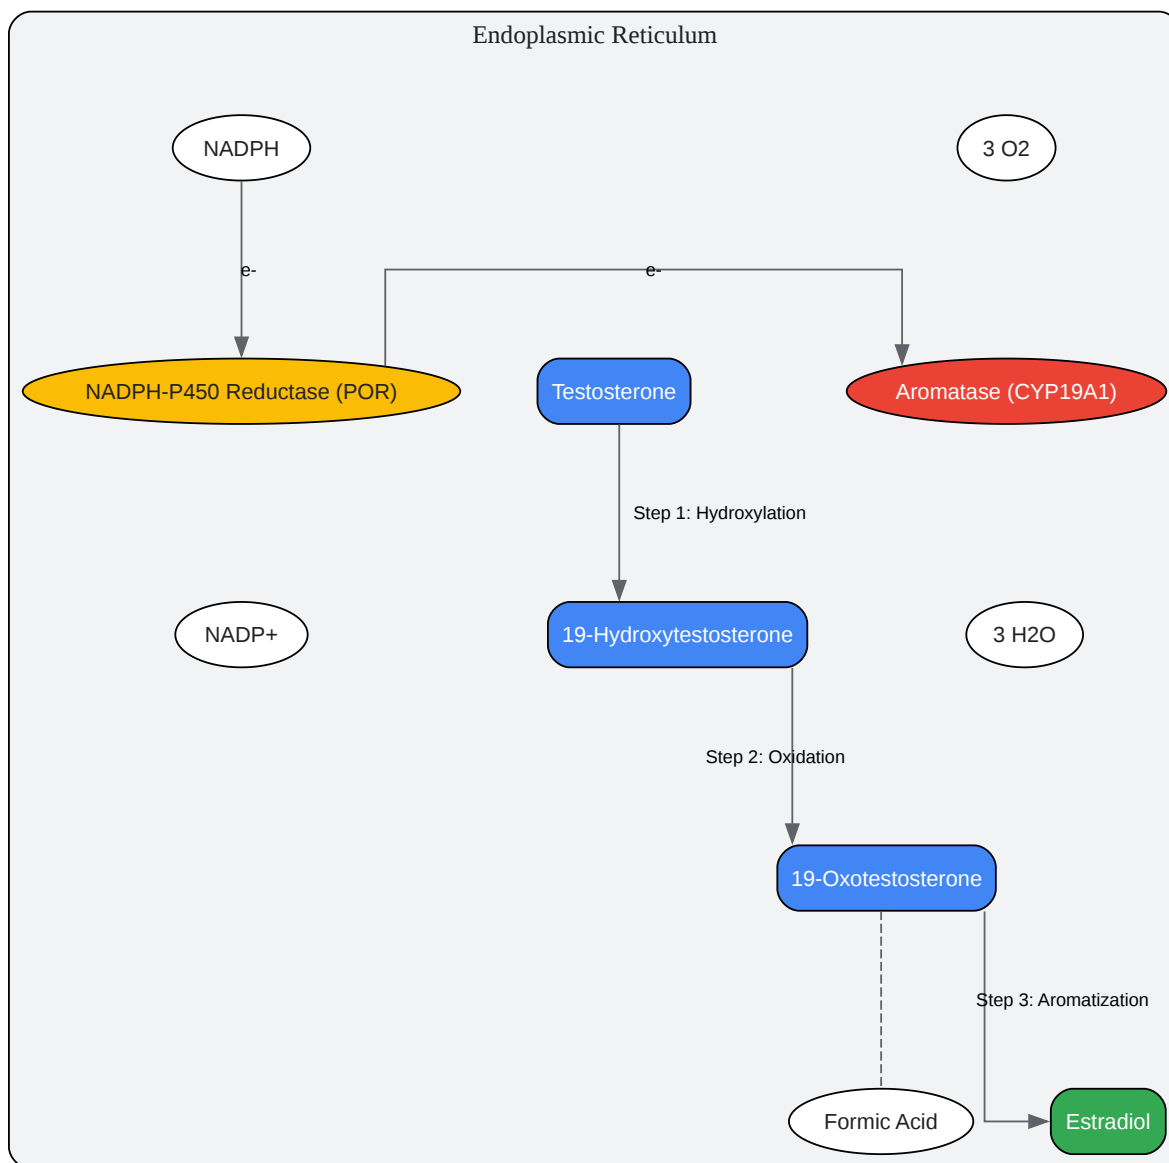 Endoplasmic Reticulum
NADPH
3 O2
e-
e-
NADPH-P450 Reductase (POR)
Testosterone
Aromatase (CYP19A1)
Step 1: Hydroxylation
NADP+
19-Hydroxytestosterone
3 H2O
Step 2: Oxidation
19-Oxotestosterone
Step 3: Aromatization
Formic Acid
Estradiol